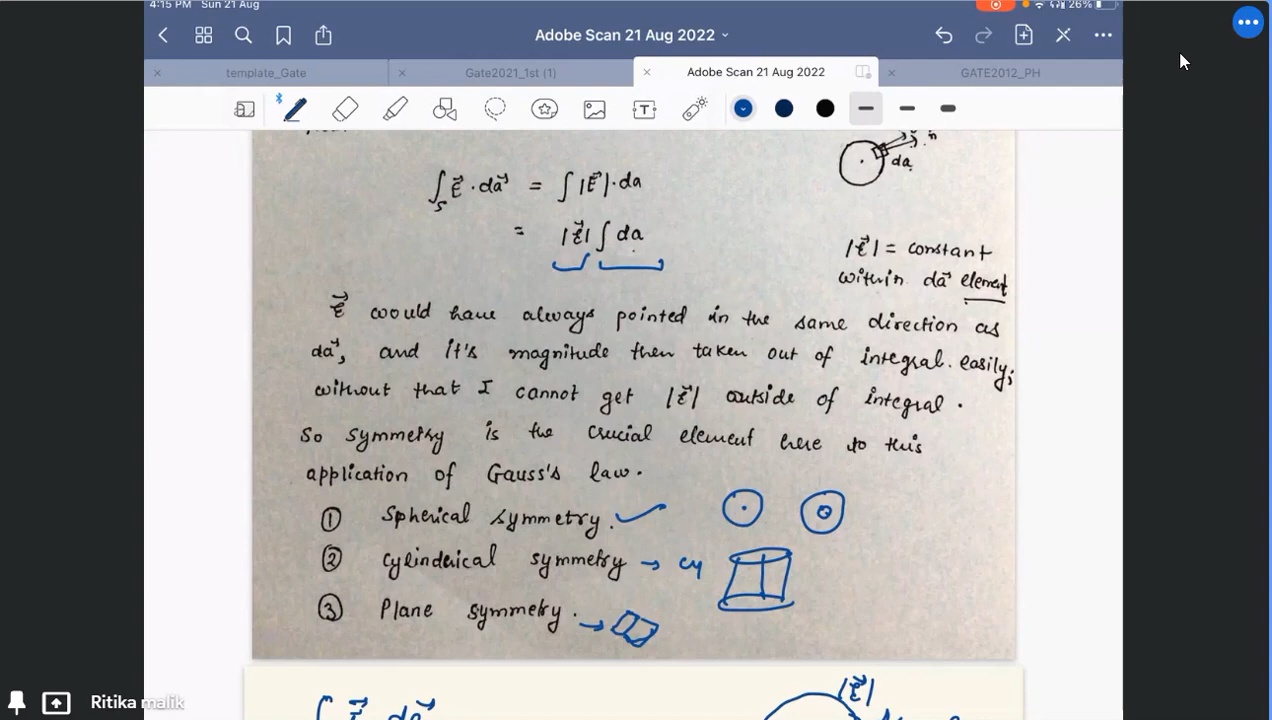 4:15 PM Sun 21 Aug
26%
Adobe Scan 21 Aug 2022
template_Gate
Gate2021_1st (1)
Adobe Scan 21 Aug 2022
GATE2012_PH
n
da
∫ₛ E⃗ · da⃗ = ∫ |E⃗| · da
= |E⃗| ∫ da
|E⃗| = constant
within da⃗ element
E⃗ would have always pointed in the same direction as
da⃗, and it's magnitude then taken out of integral easily;
without that I cannot get |E⃗| outside of integral.
So symmetry is the crucial element here to this
application of Gauss's law.
① Spherical symmetry.
② cylinderical symmetry → cy
③ Plane symmetry. →
|E⃗|
∫ E⃗ da⃗
Ritika malik